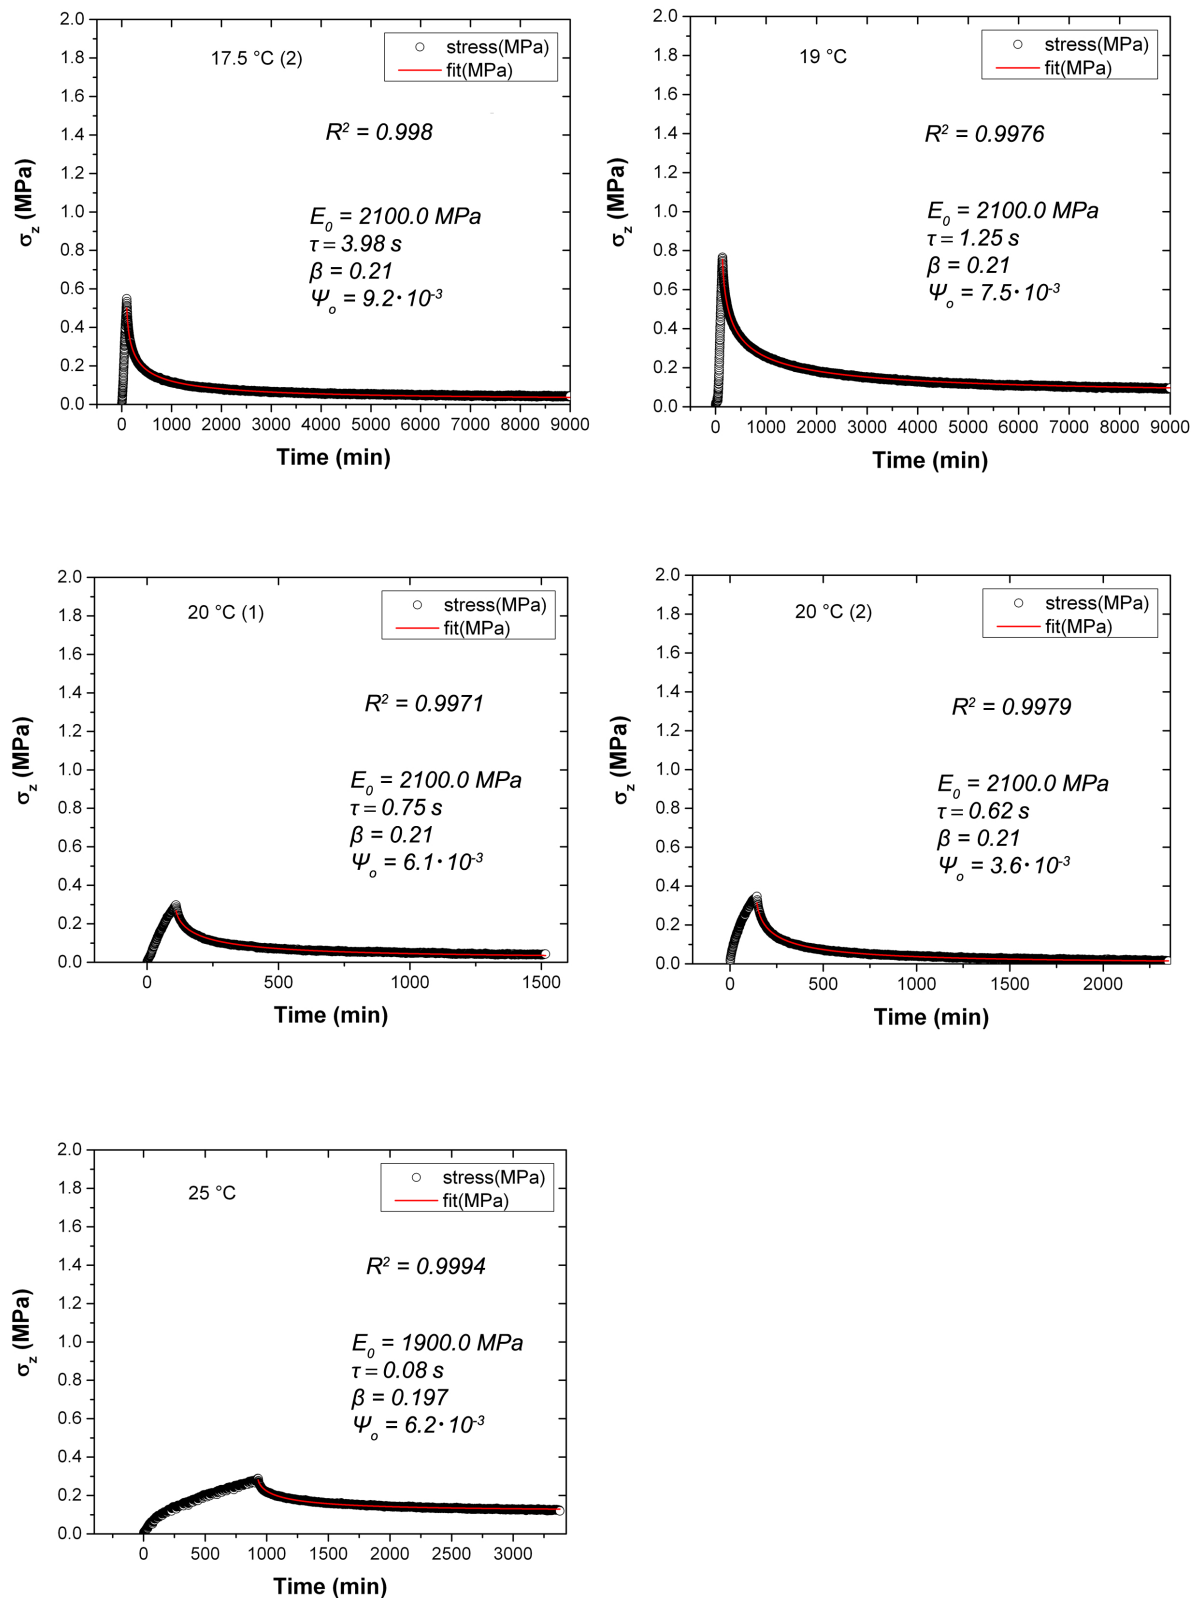 17.5 °C (2)
stress(MPa)
fit(MPa)
R² = 0.998
E₀ = 2100.0 MPa
τ = 3.98 s
β = 0.21
Ψₒ = 9.2·10⁻³
σz (MPa)
2.0
1.8
1.6
1.4
1.2
1.0
0.8
0.6
0.4
0.2
0.0
0 1000 2000 3000 4000 5000 6000 7000 8000 9000
Time (min)
19 °C
stress(MPa)
fit(MPa)
R² = 0.9976
E₀ = 2100.0 MPa
τ = 1.25 s
β = 0.21
Ψₒ = 7.5·10⁻³
σz (MPa)
2.0
1.8
1.6
1.4
1.2
1.0
0.8
0.6
0.4
0.2
0.0
0 1000 2000 3000 4000 5000 6000 7000 8000 9000
Time (min)
20 °C (1)
stress(MPa)
fit(MPa)
R² = 0.9971
E₀ = 2100.0 MPa
τ = 0.75 s
β = 0.21
Ψₒ = 6.1·10⁻³
σz (MPa)
2.0
1.8
1.6
1.4
1.2
1.0
0.8
0.6
0.4
0.2
0.0
0 500 1000 1500
Time (min)
20 °C (2)
stress(MPa)
fit(MPa)
R² = 0.9979
E₀ = 2100.0 MPa
τ = 0.62 s
β = 0.21
Ψₒ = 3.6·10⁻³
σz (MPa)
2.0
1.8
1.6
1.4
1.2
1.0
0.8
0.6
0.4
0.2
0.0
0 500 1000 1500 2000
Time (min)
25 °C
stress(MPa)
fit(MPa)
R² = 0.9994
E₀ = 1900.0 MPa
τ = 0.08 s
β = 0.197
Ψₒ = 6.2·10⁻³
σz (MPa)
2.0
1.8
1.6
1.4
1.2
1.0
0.8
0.6
0.4
0.2
0.0
0 500 1000 1500 2000 2500 3000
Time (min)